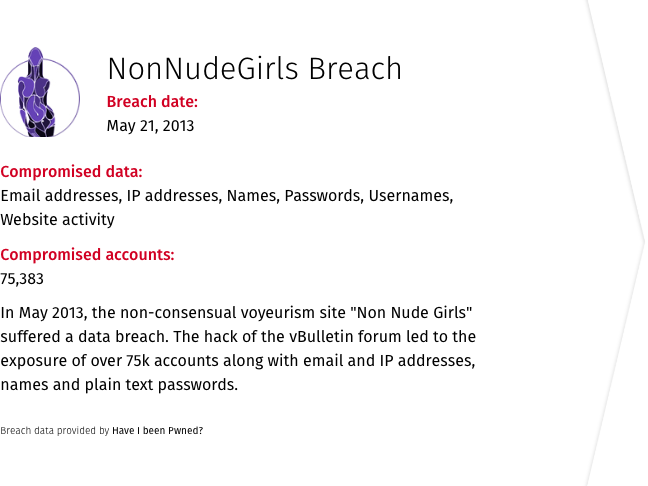 NonNudeGirls Breach
Breach date:
May 21, 2013
Compromised data:
Email addresses, IP addresses, Names, Passwords, Usernames,
Website activity
Compromised accounts:
75,383
In May 2013, the non-consensual voyeurism site "Non Nude Girls"
suffered a data breach. The hack of the vBulletin forum led to the
exposure of over 75k accounts along with email and IP addresses,
names and plain text passwords.
Breach data provided by Have I been Pwned?